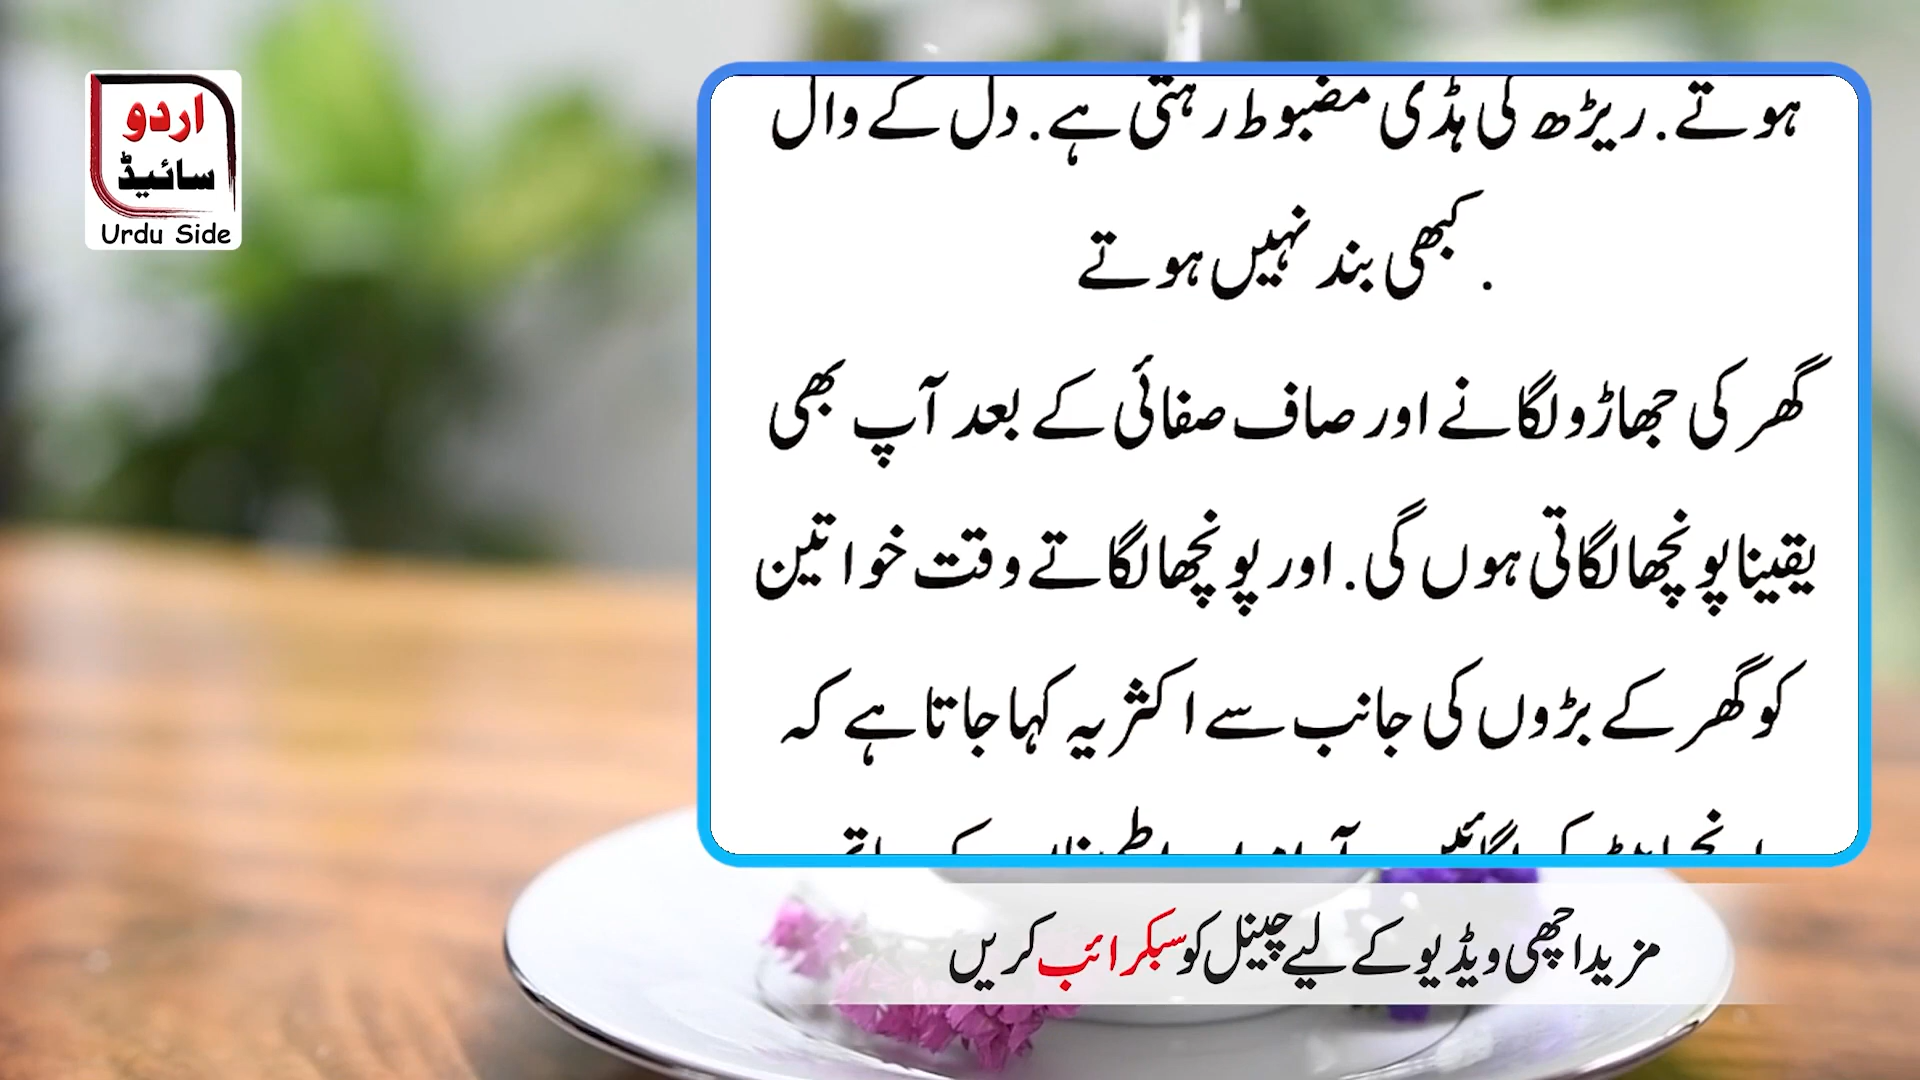 اردو
سائیڈ
Urdu Side
ہوتے. ریڑھ کی ہڈی مضبوط رہتی ہے. دل کے وال
. کبھی بند نہیں ہوتے
گھر کی جھاڑو لگانے اور صاف صفائی کے بعد آپ بھی
یقینا پونچھا لگاتی ہوں گی. اور پونچھا لگاتے وقت خواتین
کو گھر کے بڑوں کی جانب سے اکثر یہ کہا جاتا ہے کہ
مزید اچھی ویڈیو کے لیے چینل کو سبکرائب کریں